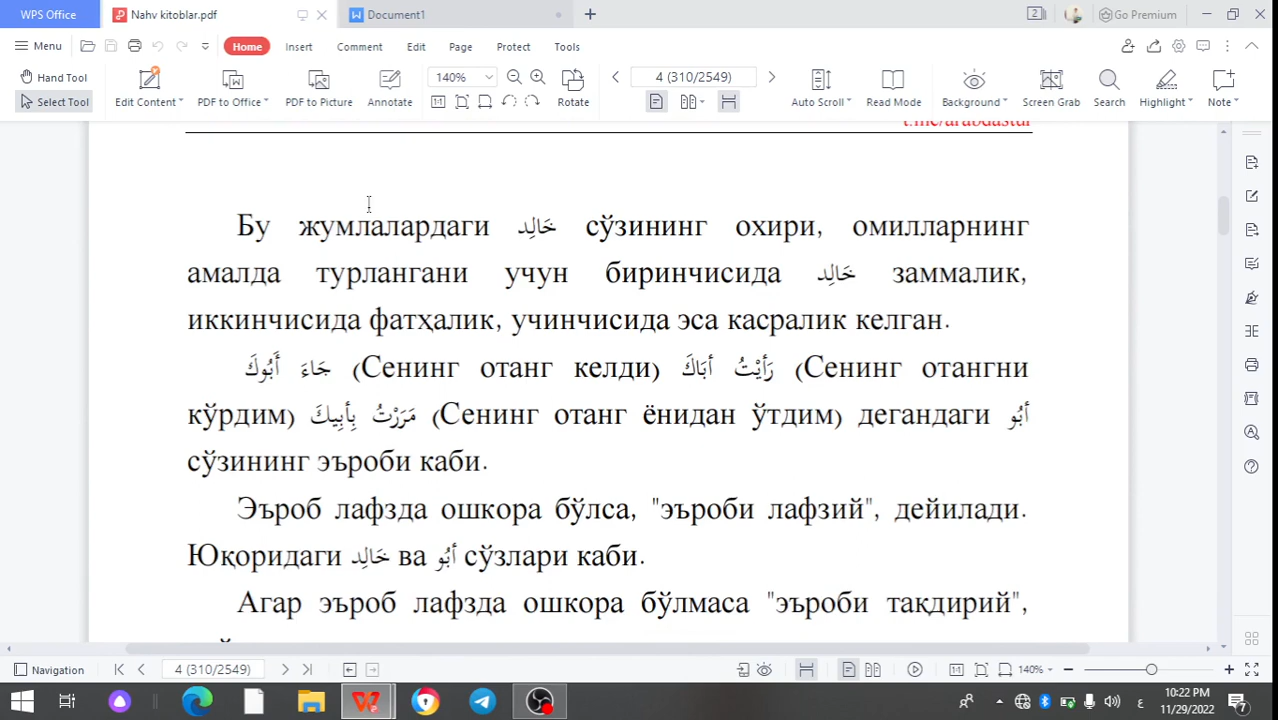 WPS Office
Nahv kitoblar.pdf
Document1
Go Premium
Menu
Home
Insert
Comment
Edit
Page
Protect
Tools
Hand Tool
Select Tool
Edit Content
PDF to Office
PDF to Picture
Annotate
140%
4 (310/2549)
Rotate
Auto Scroll
Read Mode
Background
Screen Grab
Search
Highlight
Note
t.me/arabdastur
Бу жумлалардаги خَالِد сўзининг охири, омилларнинг
амалда турлангани учун биринчисида خَالِد заммалик,
иккинчисида фатҳалик, учинчисида эса касралик келган.
جَاءَ أَبُوكَ (Сенинг отанг келди) رَأَيْتُ أَبَاكَ (Сенинг отангни
кўрдим) مَرَرْتُ بِأَبِيكَ (Сенинг отанг ёнидан ўтдим) дегандаги أَبُو
сўзининг эъроби каби.
Эъроб лафзда ошкора бўлса, "эъроби лафзий", дейилади.
Юқоридаги خَالِد ва أَبُو сўзлари каби.
Агар эъроб лафзда ошкора бўлмаса "эъроби тақдирий",
Navigation
4 (310/2549)
140%
10:22 PM
11/29/2022